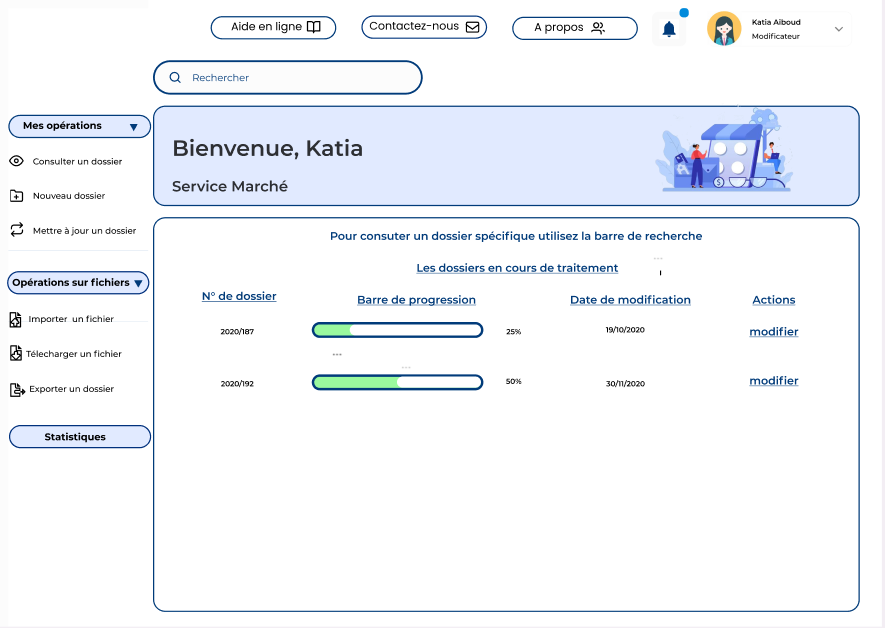 Aide en ligne
Contactez-nous
A propos
Katia Aiboud
Modificateur
Rechercher
Mes opérations
Consulter un dossier
Nouveau dossier
Mettre à jour un dossier
Opérations sur fichiers
Importer un fichier
Télecharger un fichier
Exporter un dossier
Statistiques
Bienvenue, Katia
Service Marché
Pour consuter un dossier spécifique utilisez la barre de recherche
Les dossiers en cours de traitement
N° de dossier Barre de progression Date de modification Actions
2020/187 25% 19/10/2020 modifier
2020/192 50% 30/11/2020 modifier